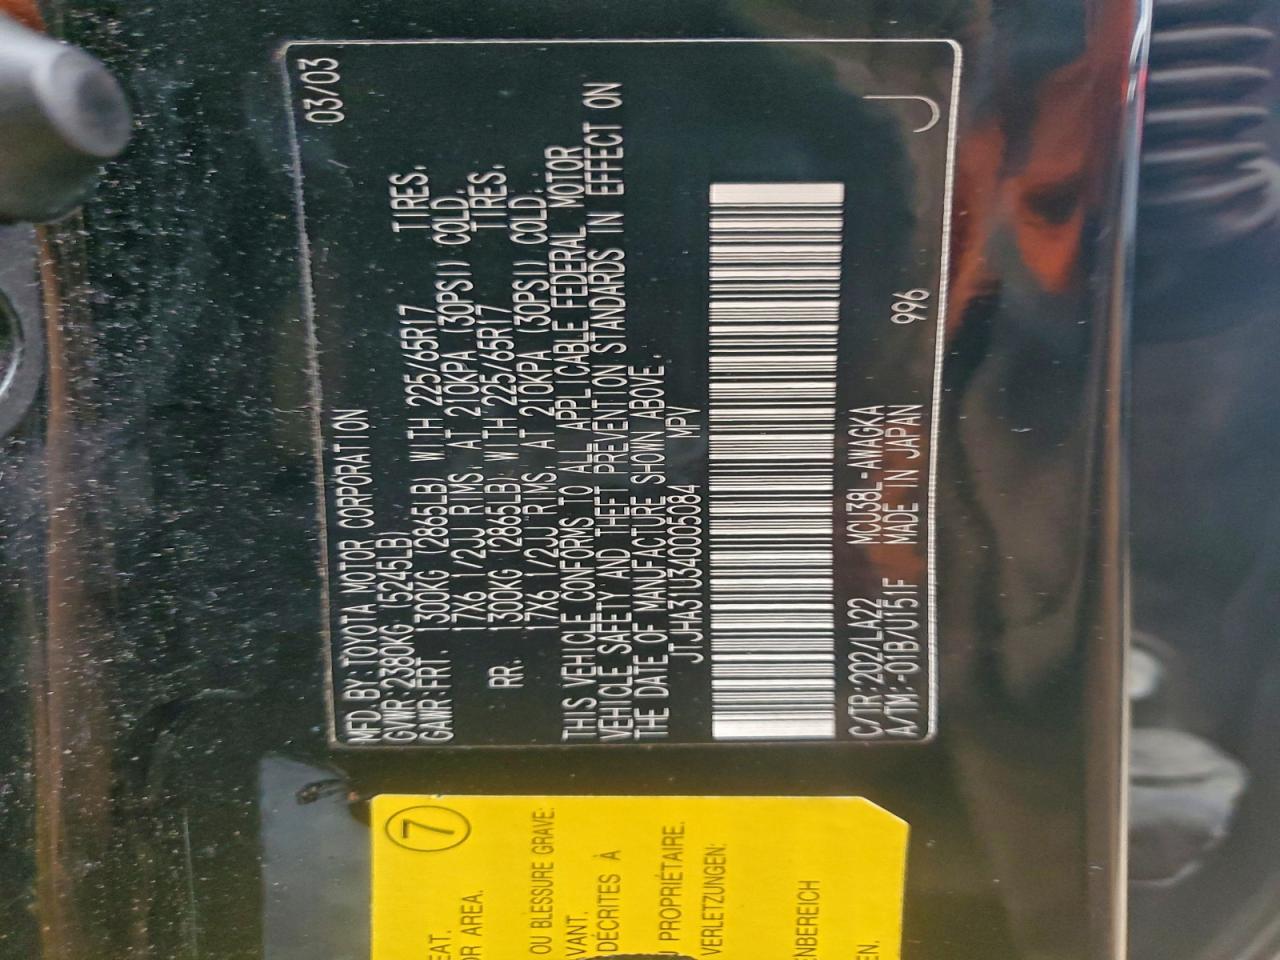 MFD. BY: TOYOTA MOTOR CORPORATION 03/03
GVWR: 2380KG (5245LB)
GAWR: FRT. 1300KG (2865LB) WITH 225/65R17 TIRES,
17X6 1/2JJ RIMS, AT 210KPA (30PSI) COLD.
RR. 1300KG (2865LB) WITH 225/65R17 TIRES,
17X6 1/2JJ RIMS, AT 210KPA (30PSI) COLD.
THIS VEHICLE CONFORMS TO ALL APPLICABLE FEDERAL MOTOR
VEHICLE SAFETY AND THEFT PREVENTION STANDARDS IN EFFECT ON
THE DATE OF MANUFACTURE SHOWN ABOVE.
JTJHA31U340005084 MPV
C/TR: 202/LA22 MCU38L-AWAGKA 996
A/TM: -01B/U151F MADE IN JAPAN
J
7
EAT.
OR AREA.
OU BLESSURE GRAVE:
VANT.
DÉCRITES À
PROPRIÉTAIRE.
VERLETZUNGEN:
ENBEREICH
EN.